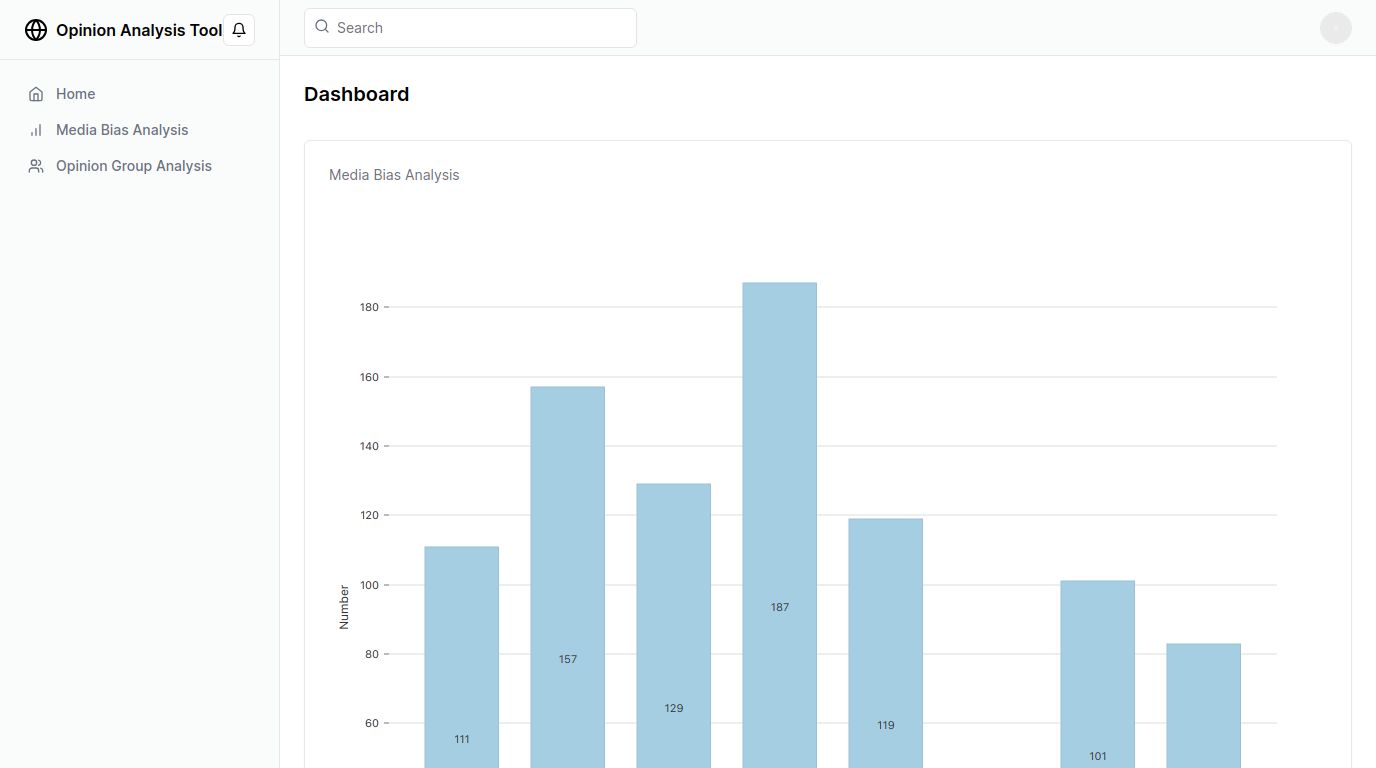 Opinion Analysis Tool
Search
Home
Media Bias Analysis
Opinion Group Analysis
Dashboard
Media Bias Analysis
180
160
140
120
100
80
60
Number
111
157
129
187
119
101